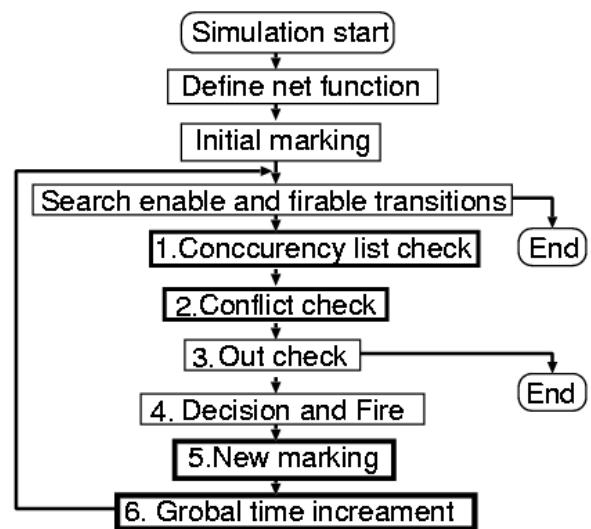 Simulation start
Define net function
Initial marking
Search enable and firable transitions
End
1.Conccurency list check
2.Conflict check
3.Out check
End
4. Decision and Fire
5.New marking
6. Grobal time increament